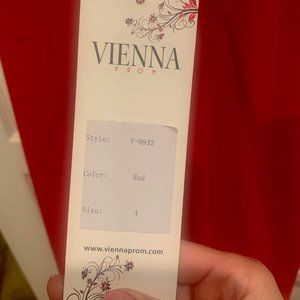 VIENNA
PROM
Style: V-9932
Color: Red
Size: 4
www.viennaprom.com